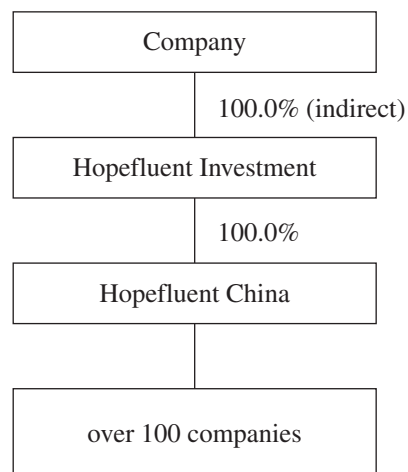 Company
100.0% (indirect)
Hopefluent Investment
100.0%
Hopefluent China
over 100 companies